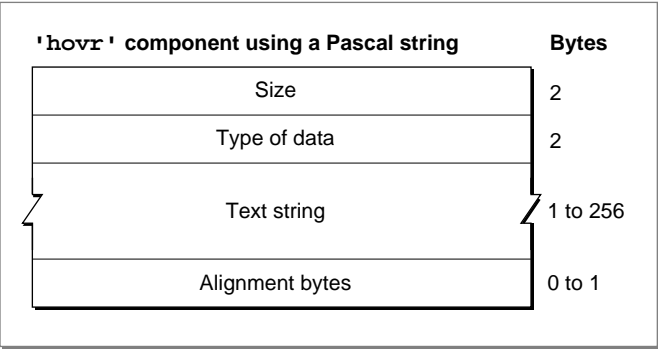 'hovr' component using a Pascal string Bytes
Size 2
Type of data 2
Text string 1 to 256
Alignment bytes 0 to 1